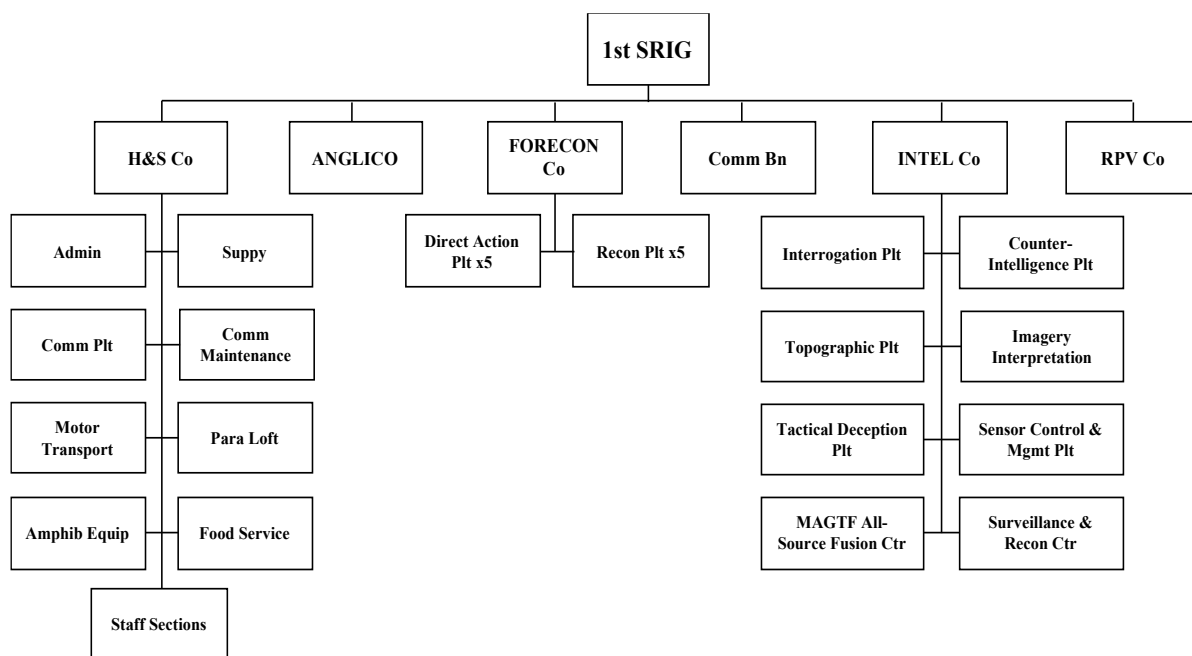 1st SRIG
H&S Co
ANGLICO
FORECON
Co
Comm Bn
INTEL Co
RPV Co
Admin
Suppy
Direct Action
Plt x5
Recon Plt x5
Interrogation Plt
Counter-
Intelligence Plt
Comm Plt
Comm
Maintenance
Topographic Plt
Imagery
Interpretation
Motor
Transport
Para Loft
Tactical Deception
Plt
Sensor Control &
Mgmt Plt
Amphib Equip
Food Service
MAGTF All-
Source Fusion Ctr
Surveillance &
Recon Ctr
Staff Sections